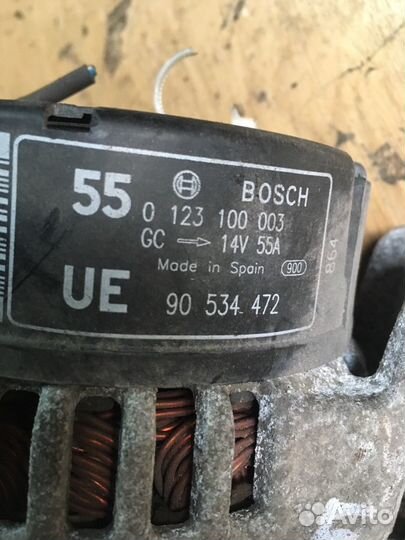 55 BOSCH
0 123 100 003
GC → 14V 55A
Made in Spain 900
864
UE 90 534 472
Avito